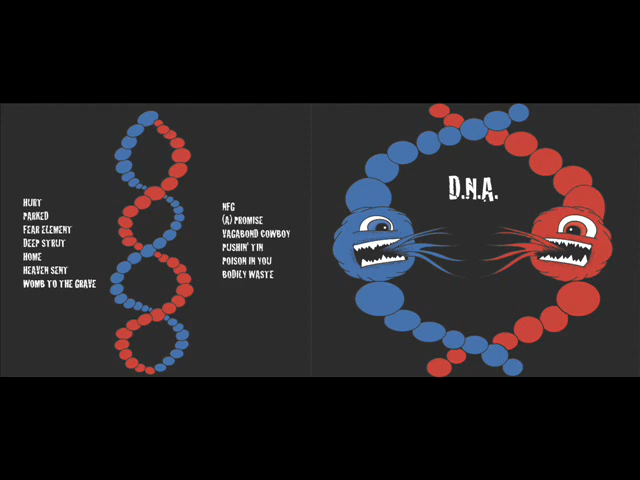 HURT
PARKED
FEAR ELEMENT
DEEP STRUT
HOME
HEAVEN SENT
WOMB TO THE GRAVE
NFG
(A) PROMISE
VAGABOND COWBOY
PUSHIN' TIN
POISON IN YOU
BODILY WASTE
D.N.A.